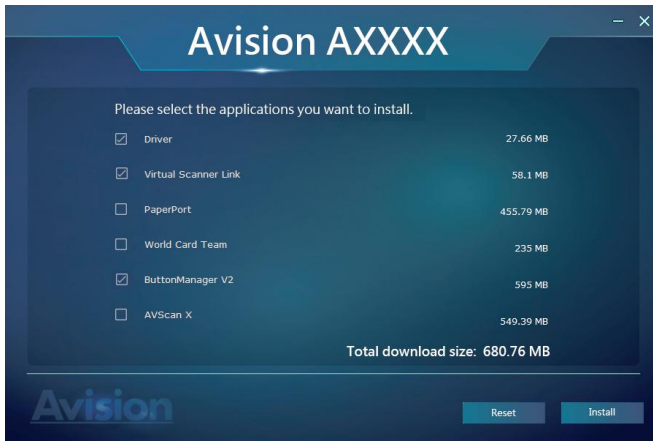 Avision AXXXX
Please select the applications you want to install.
Driver 27.66 MB
Virtual Scanner Link 58.1 MB
PaperPort 455.79 MB
World Card Team 235 MB
ButtonManager V2 595 MB
AVScan X 549.39 MB
Total download size: 680.76 MB
Avision
Reset Install